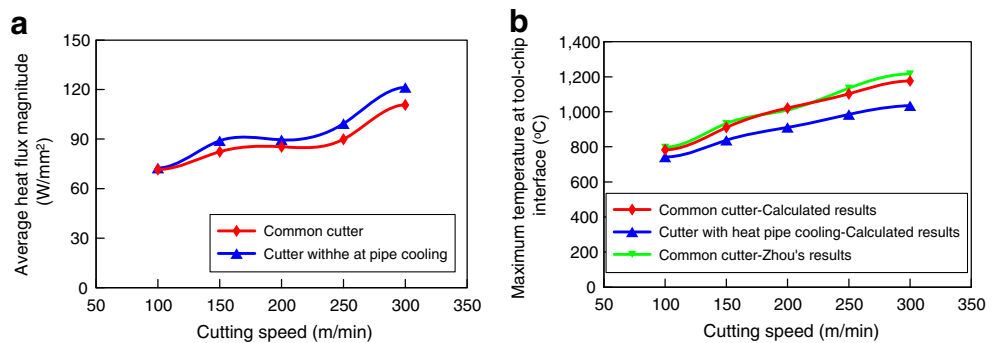 a
150
120
90
60
30
0
50
100
150
200
250
300
350
Average heat flux magnitude
(W/mm2)
Cutting speed (m/min)
Common cutter
Cutter withhe at pipe cooling
b
1,400
1,200
1,000
800
600
400
200
0
50
100
150
200
250
300
350
Maximum temperature at tool-chip
interface (oC)
Cutting speed (m/min)
Common cutter-Calculated results
Cutter with heat pipe cooling-Calculated results
Common cutter-Zhou's results